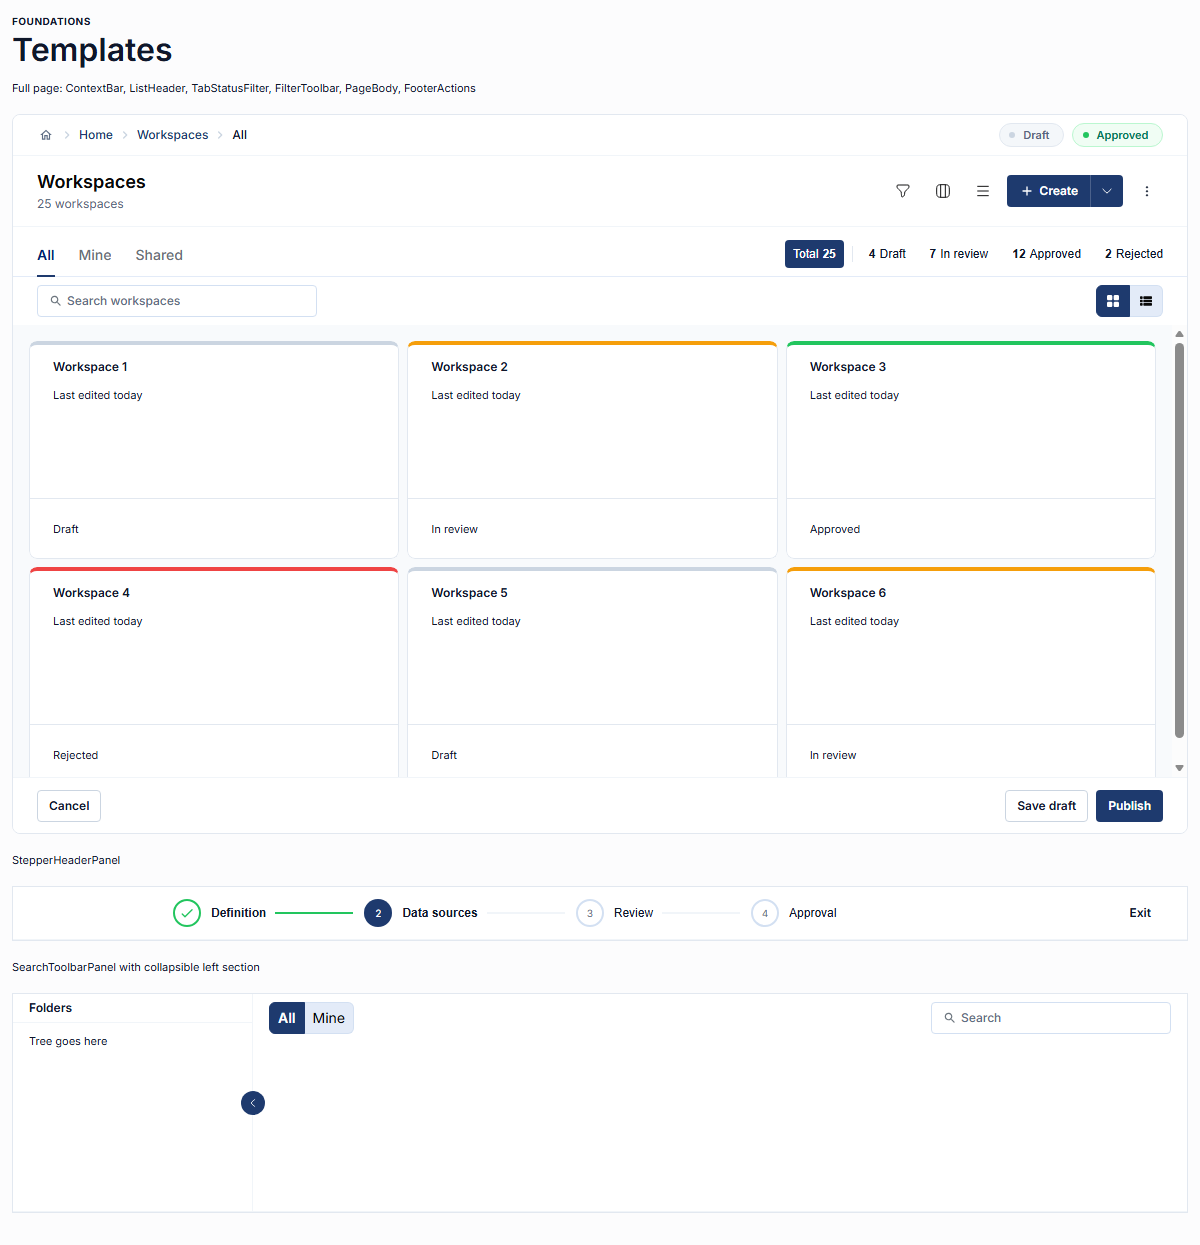 FOUNDATIONS
Templates
Full page: ContextBar, ListHeader, TabStatusFilter, FilterToolbar, PageBody, FooterActions
Home Workspaces All Draft Approved
Workspaces
25 workspaces
Create
All Mine Shared Total 25 4 Draft 7 In review 12 Approved 2 Rejected
Search workspaces
Workspace 1 Workspace 2 Workspace 3
Last edited today Last edited today Last edited today
Draft In review Approved
Workspace 4 Workspace 5 Workspace 6
Last edited today Last edited today Last edited today
Rejected Draft In review
Cancel Save draft Publish
StepperHeaderPanel
Definition 2 Data sources 3 Review 4 Approval Exit
SearchToolbarPanel with collapsible left section
Folders All Mine Search
Tree goes here